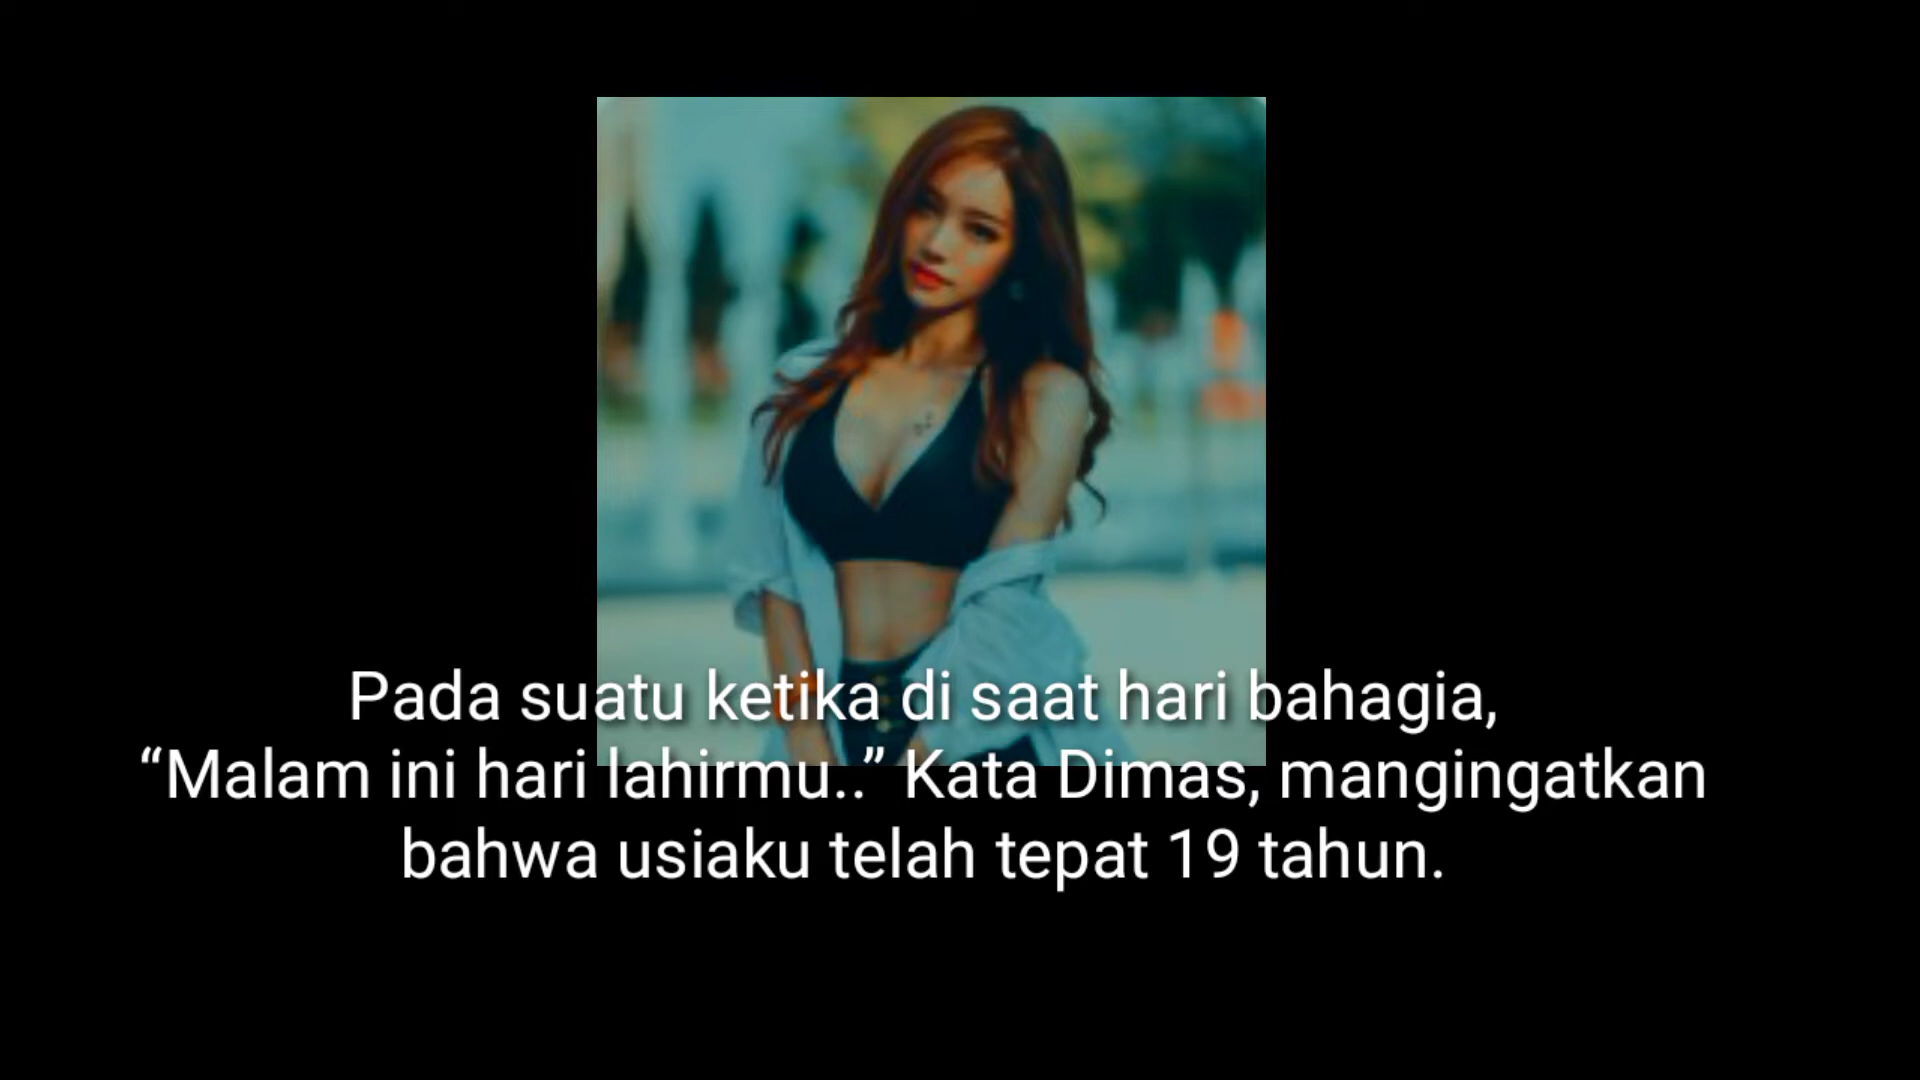 Pada suatu ketika di saat hari bahagia,
“Malam ini hari lahirmu..” Kata Dimas, mangingatkan
bahwa usiaku telah tepat 19 tahun.